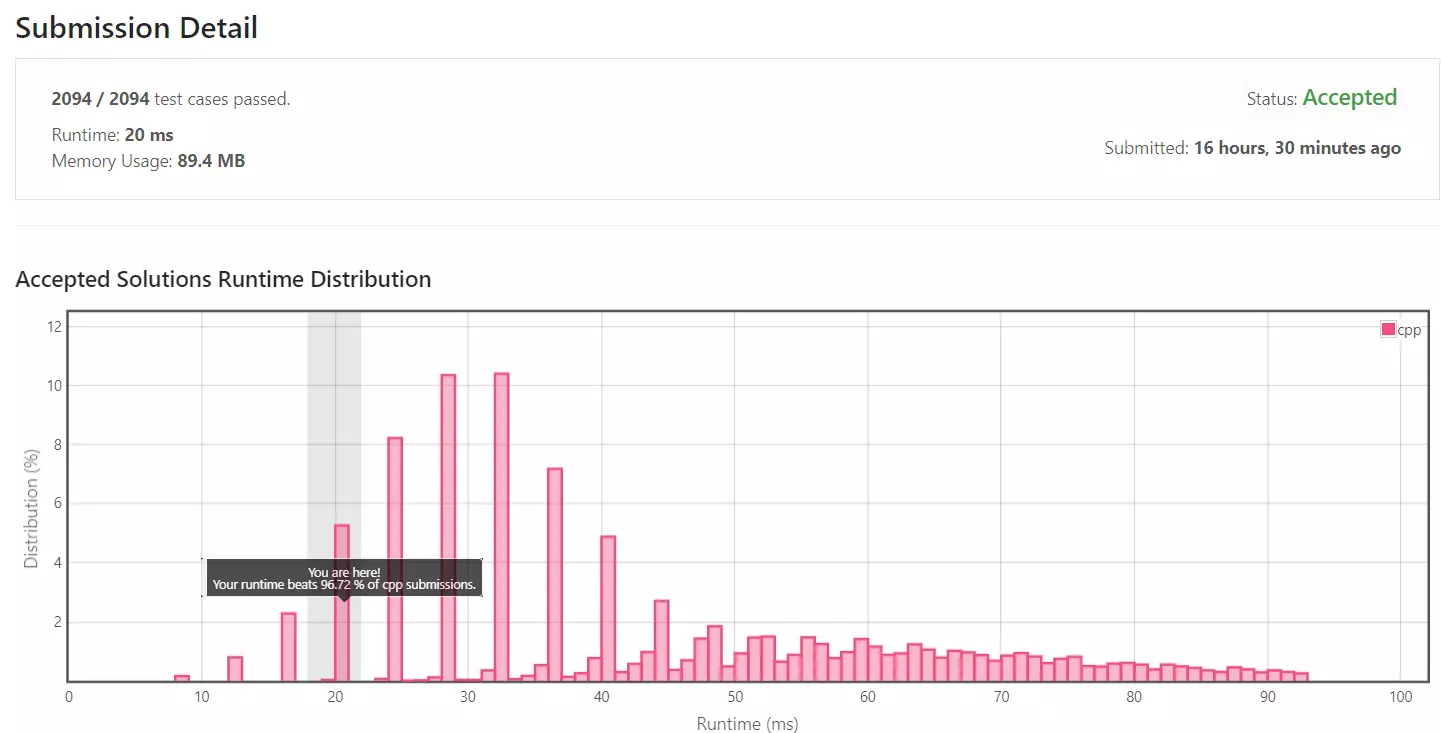 Submission Detail
2094 / 2094 test cases passed.
Status: Accepted
Runtime: 20 ms
Memory Usage: 89.4 MB
Submitted: 16 hours, 30 minutes ago
Accepted Solutions Runtime Distribution
cpp
12
10
8
6
4
2
Distribution (%)
You are here!
Your runtime beats 96.72 % of cpp submissions.
0 10 20 30 40 50 60 70 80 90 100
Runtime (ms)